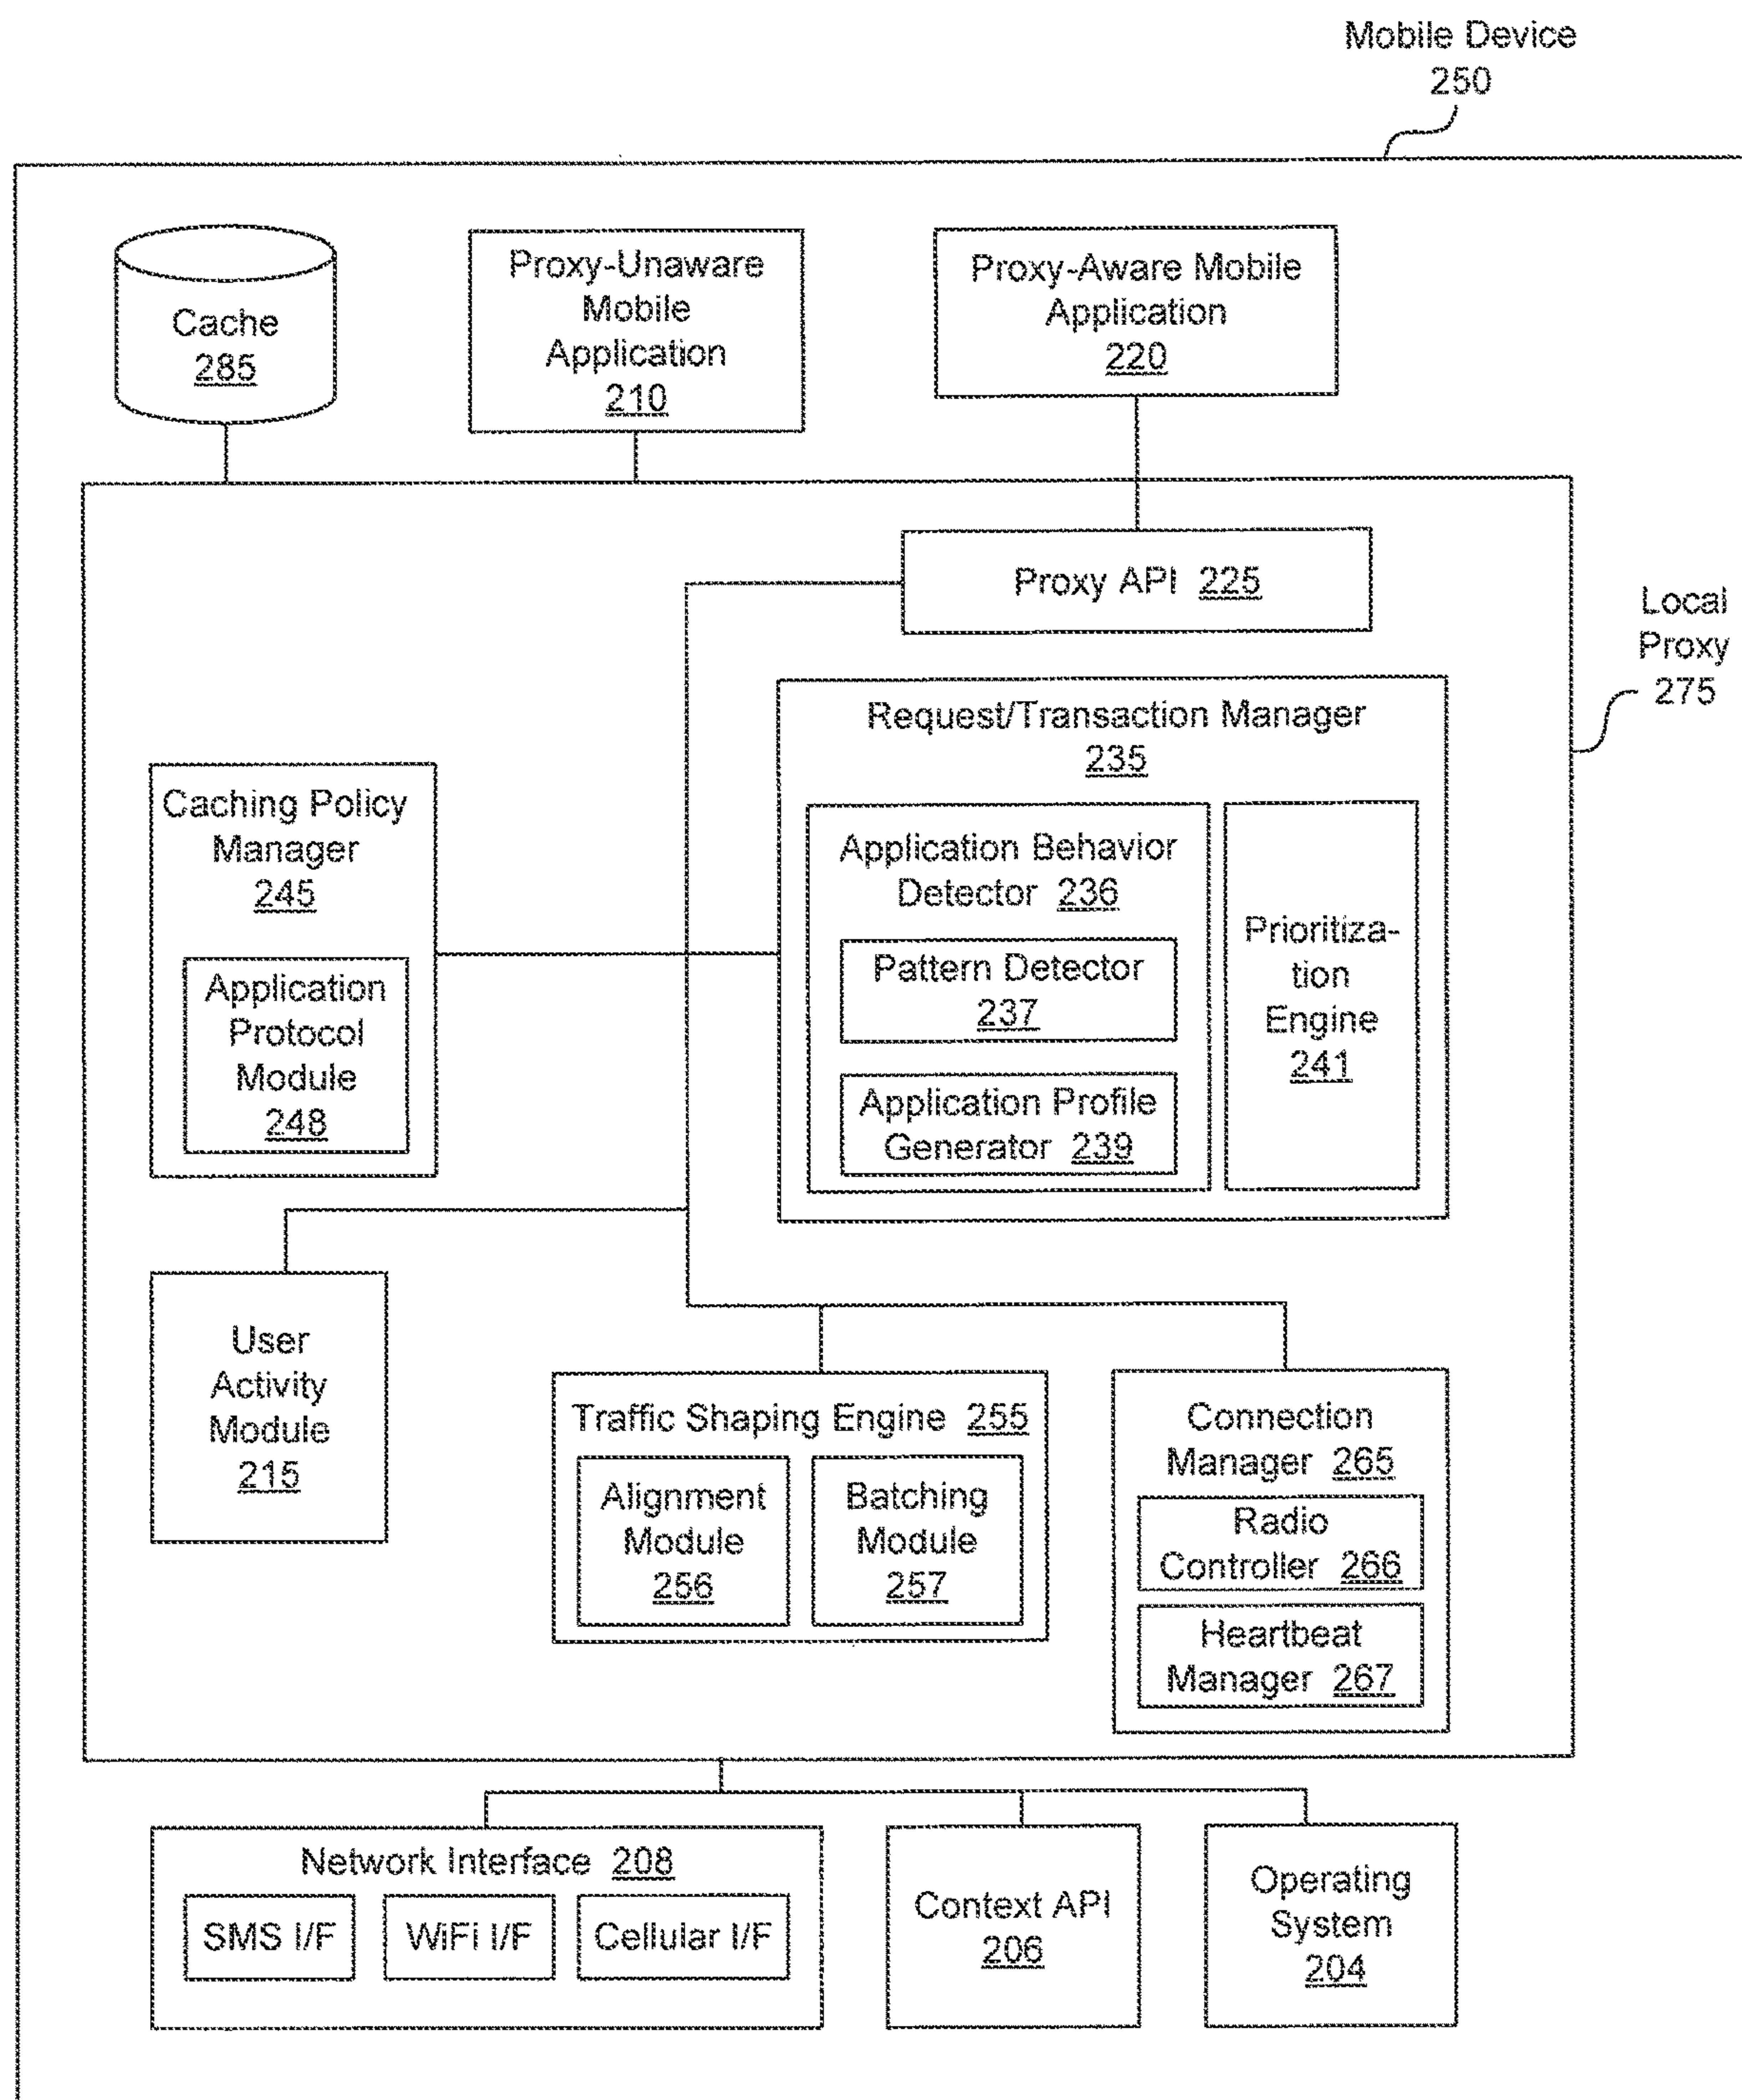 Mobile Device
250
Cache
285
Proxy-Unaware
Mobile
Application
210
Proxy-Aware Mobile
Application
220
Proxy API 225
Local
Proxy
275
Request/Transaction Manager
235
Caching Policy
Manager
245
Application
Protocol
Module
248
Application Behavior
Detector 236
Pattern Detector
237
Application Profile
Generator 239
Prioritiza-
tion
Engine
241
User
Activity
Module
215
Traffic Shaping Engine 255
Alignment
Module
256
Batching
Module
257
Connection
Manager 265
Radio
Controller 266
Heartbeat
Manager 267
Network Interface 208
SMS I/F
WiFi I/F
Cellular I/F
Context API
206
Operating
System
204